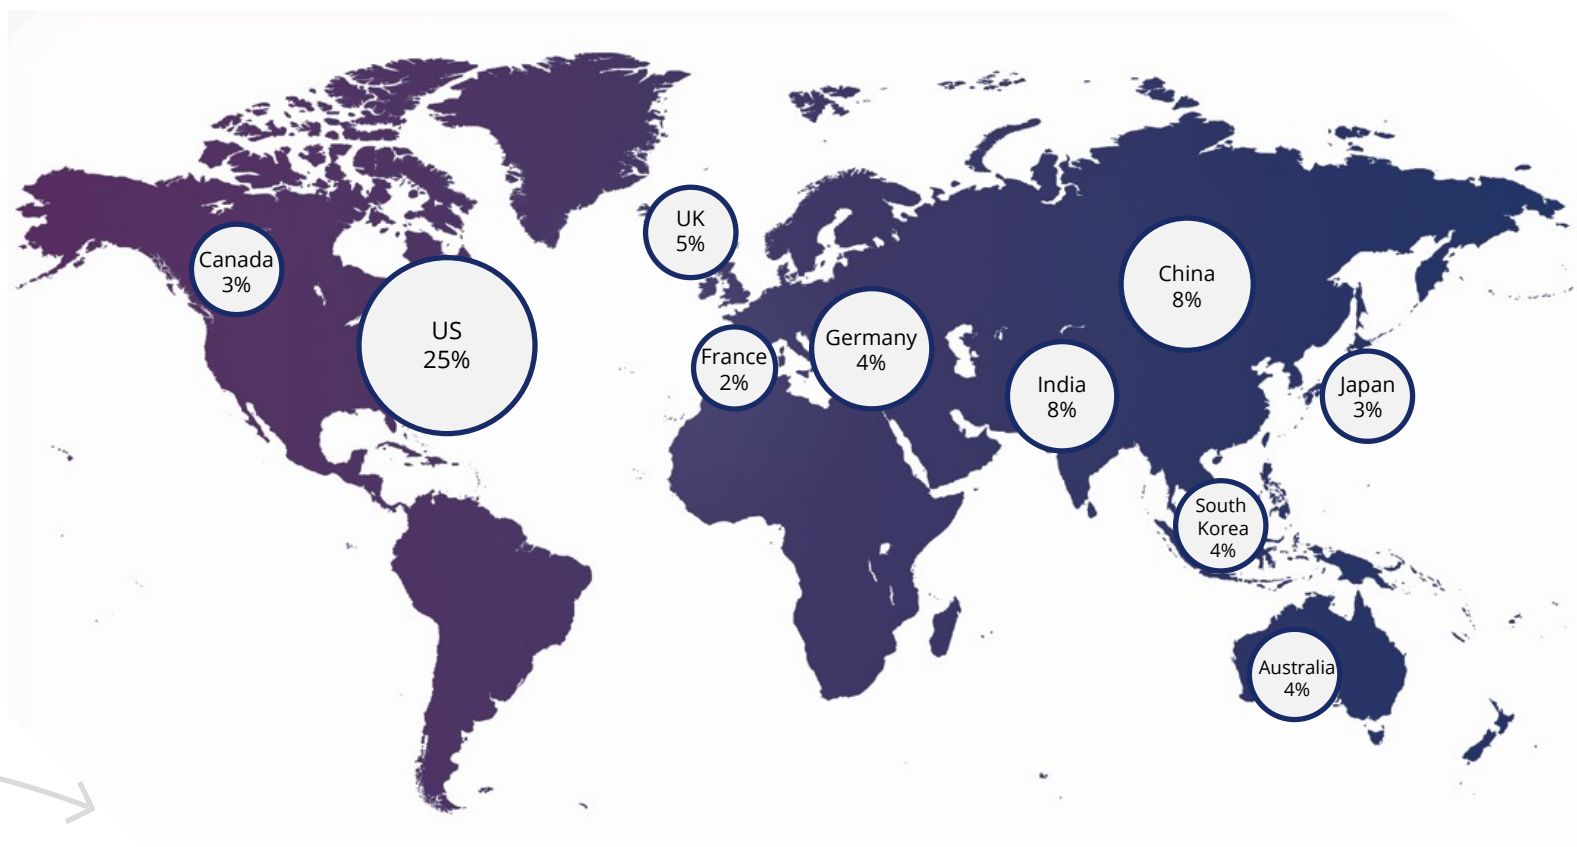 UK
5%
Canada
3%
China
8%
US
25%
Germany
4%
France
2%
India
8%
Japan
3%
South
Korea
4%
Australia
4%